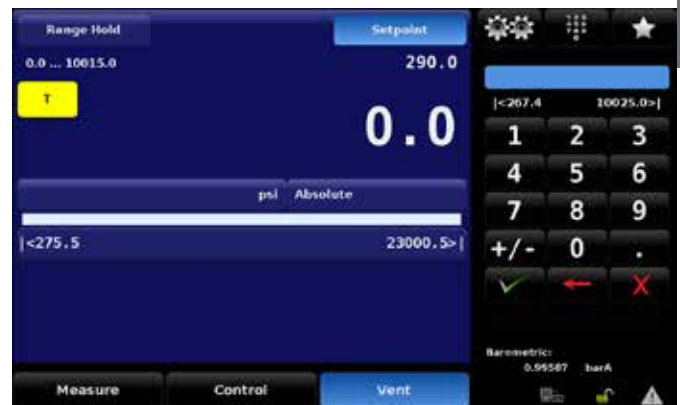 Range Hold
Setpoint
0.0 ... 10015.0
290.0
T
0.0
psi Absolute
|<275.5
23000.5>|
Measure
Control
Vent
|<267.4
10025.0>|
1 2 3
4 5 6
7 8 9
+/- 0 .
Barometric:
0.99587 barA